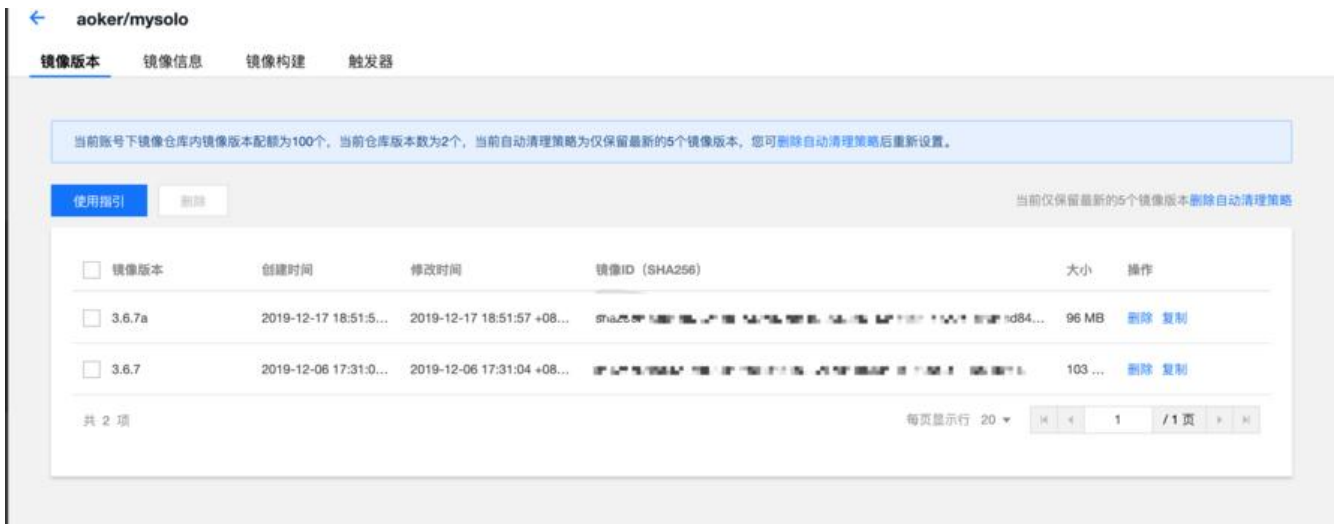 aoker/mysolo
镜像版本 镜像信息 镜像构建 触发器
当前账号下镜像仓库内镜像版本配额为100个，当前仓库版本数为2个，当前自动清理策略为仅保留最新的5个镜像版本，您可删除自动清理策略后重新设置。
使用指引 删除 当前仅保留最新的5个镜像版本删除自动清理策略
镜像版本 创建时间 修改时间 镜像ID（SHA256） 大小 操作
3.6.7a 2019-12-17 18:51:5... 2019-12-17 18:51:57 +08... d84... 96 MB 删除 复制
3.6.7 2019-12-06 17:31:0... 2019-12-06 17:31:04 +08... 103 ... 删除 复制
共 2 项 每页显示行 20 1 / 1 页